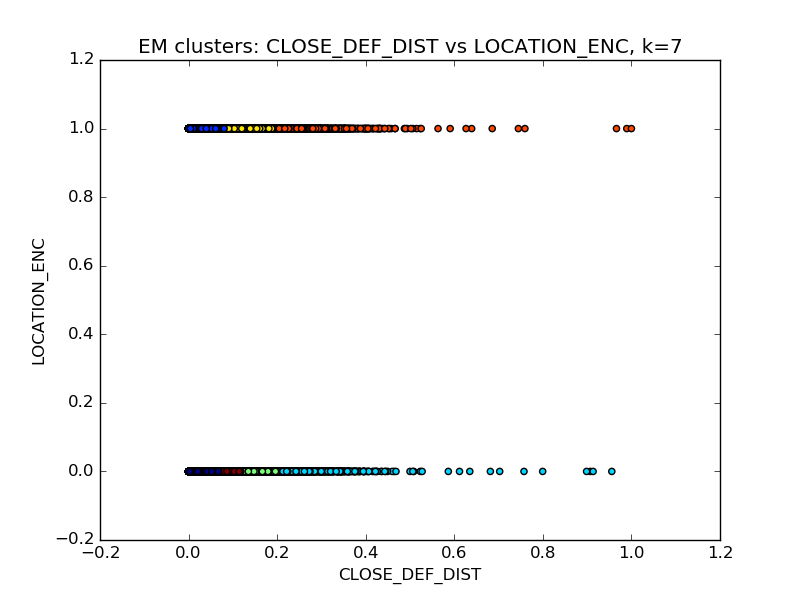 EM clusters: CLOSE_DEF_DIST vs LOCATION_ENC, k=7
1.2
1.0
0.8
0.6
0.4
0.2
0.0
−0.2
LOCATION_ENC
−0.2 0.0 0.2 0.4 0.6 0.8 1.0 1.2
CLOSE_DEF_DIST